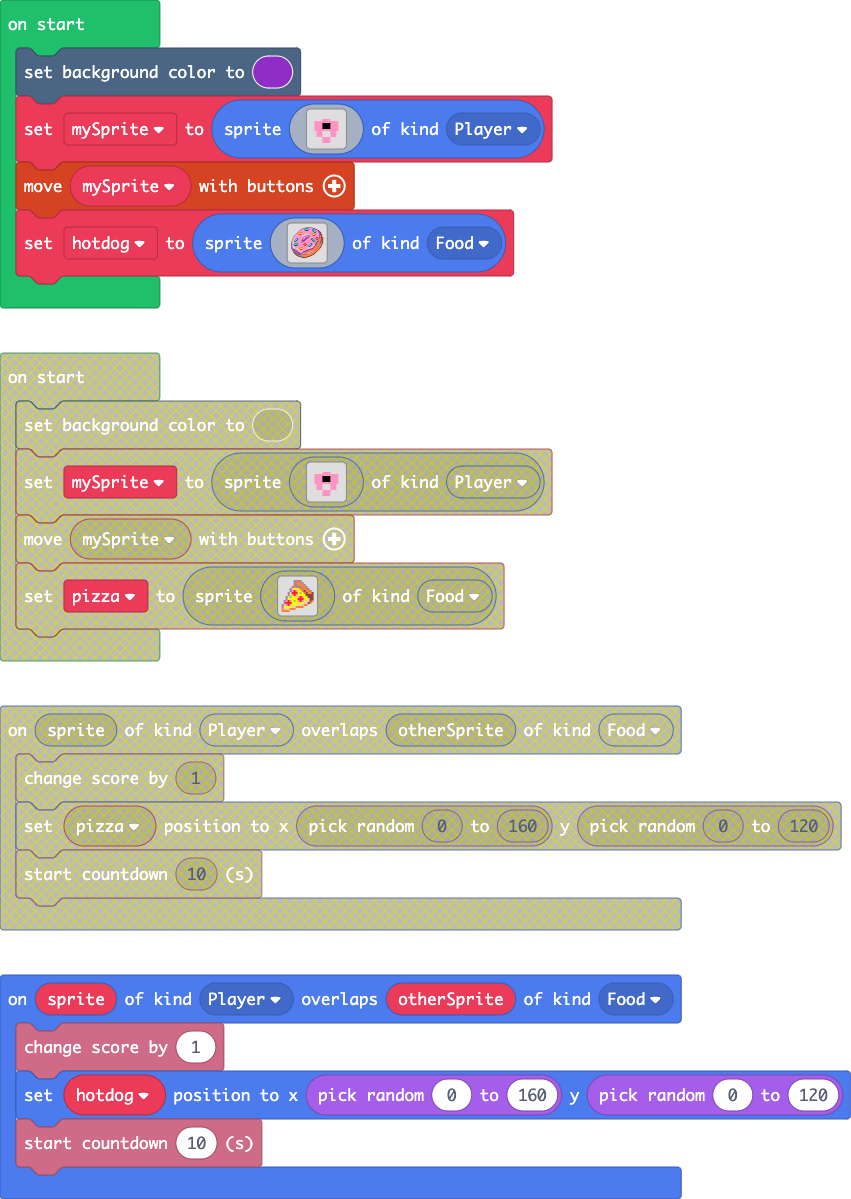 on start
set background color to
set mySprite to sprite of kind Player
move mySprite with buttons
set hotdog to sprite of kind Food
on start
set background color to
set mySprite to sprite of kind Player
move mySprite with buttons
set pizza to sprite of kind Food
on sprite of kind Player overlaps otherSprite of kind Food
change score by 1
set pizza position to x pick random 0 to 160 y pick random 0 to 120
start countdown 10 (s)
on sprite of kind Player overlaps otherSprite of kind Food
change score by 1
set hotdog position to x pick random 0 to 160 y pick random 0 to 120
start countdown 10 (s)